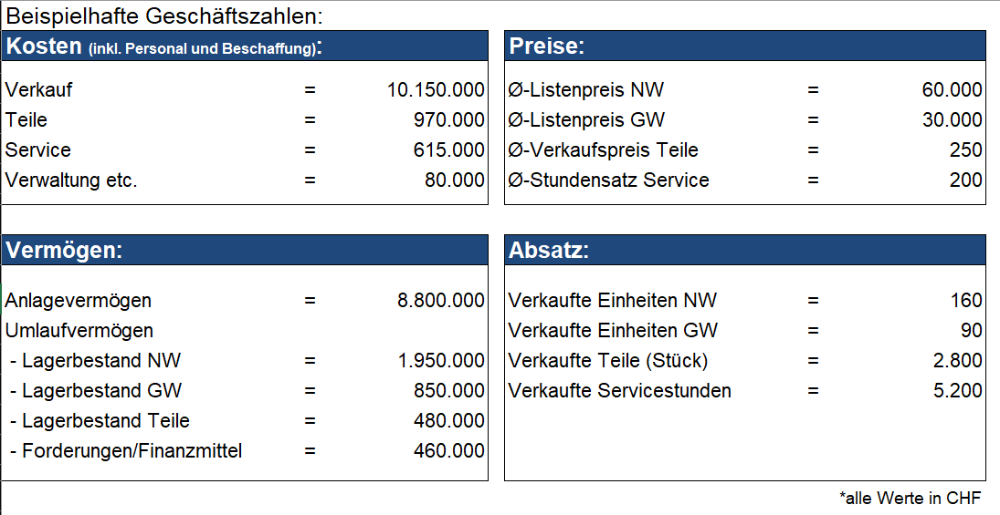 Beispielhafte Geschäftszahlen:
Kosten (inkl. Personal und Beschaffung):
Verkauf = 10.150.000
Teile = 970.000
Service = 615.000
Verwaltung etc. = 80.000
Preise:
Ø-Listenpreis NW = 60.000
Ø-Listenpreis GW = 30.000
Ø-Verkaufspreis Teile = 250
Ø-Stundensatz Service = 200
Vermögen:
Anlagevermögen = 8.800.000
Umlaufvermögen
- Lagerbestand NW = 1.950.000
- Lagerbestand GW = 850.000
- Lagerbestand Teile = 480.000
- Forderungen/Finanzmittel = 460.000
Absatz:
Verkaufte Einheiten NW = 160
Verkaufte Einheiten GW = 90
Verkaufte Teile (Stück) = 2.800
Verkaufte Servicestunden = 5.200
*alle Werte in CHF